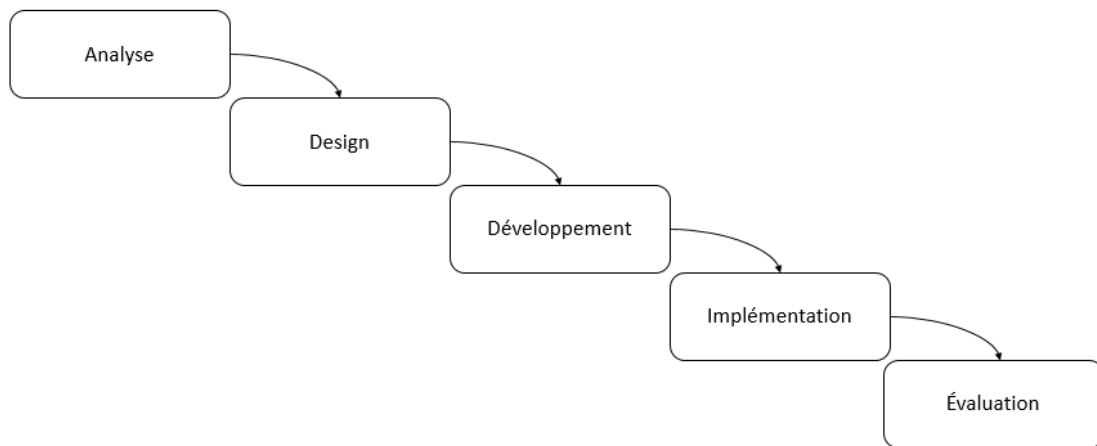 Analyse
Design
Développement
Implémentation
Évaluation